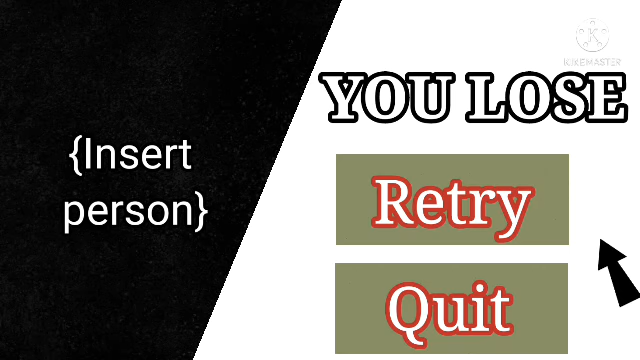 KINEMASTER
YOU LOSE
{Insert
person}
Retry
Quit